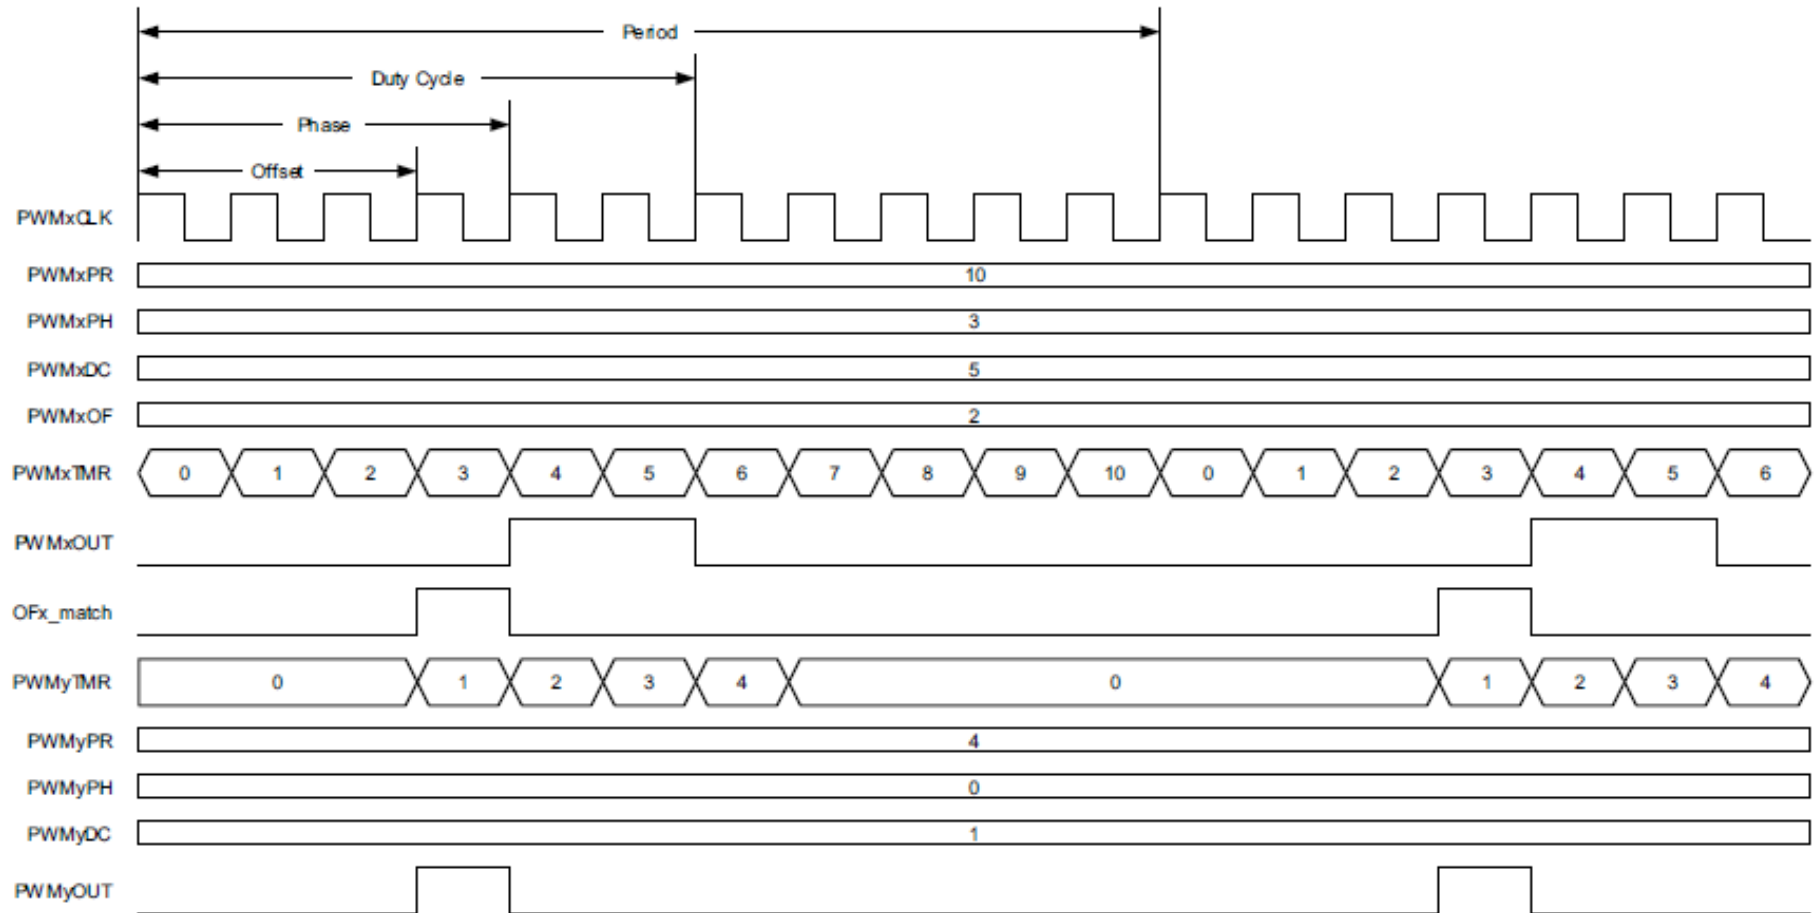 Period
Duty Cycle
Phase
Offset
PWMxCLK
PWMxPR 10
PWMxPH 3
PWMxDC 5
PWMxOF 2
PWMxTMR 0 1 2 3 4 5 6 7 8 9 10 0 1 2 3 4 5 6
PWMxOUT
OFx_match
PWMyTMR 0 1 2 3 4 0 1 2 3 4
PWMyPR 4
PWMyPH 0
PWMyDC 1
PWMyOUT